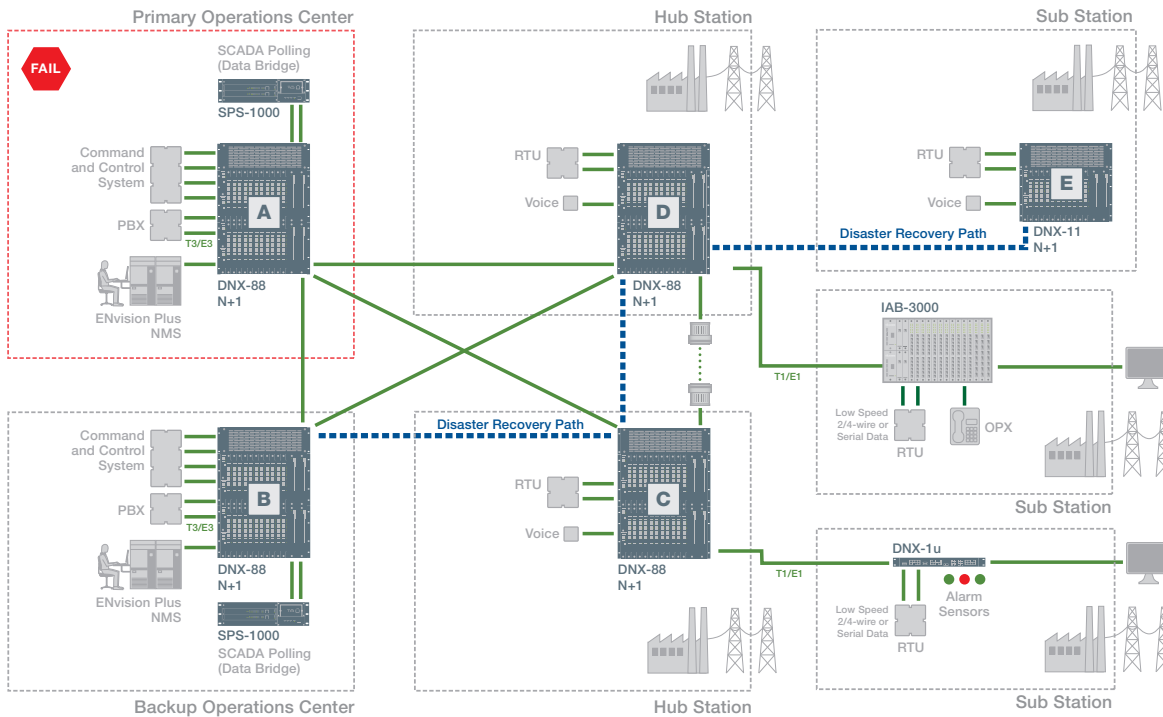 Primary Operations Center
FAIL
SCADA Polling
(Data Bridge)
SPS-1000
Command
and Control
System
PBX
T3/E3
ENvision Plus
NMS
A
DNX-88
N+1
Hub Station
RTU
Voice
D
DNX-88
N+1
Sub Station
RTU
Voice
E
DNX-11
N+1
Disaster Recovery Path
IAB-3000
T1/E1
Low Speed
2/4-wire or
Serial Data
RTU
OPX
Sub Station
Command
and Control
System
PBX
T3/E3
ENvision Plus
NMS
B
DNX-88
N+1
SPS-1000
SCADA Polling
(Data Bridge)
Backup Operations Center
Disaster Recovery Path
RTU
Voice
C
DNX-88
N+1
Hub Station
T1/E1
DNX-1u
Alarm
Sensors
Low Speed
2/4-wire or
Serial Data
RTU
Sub Station